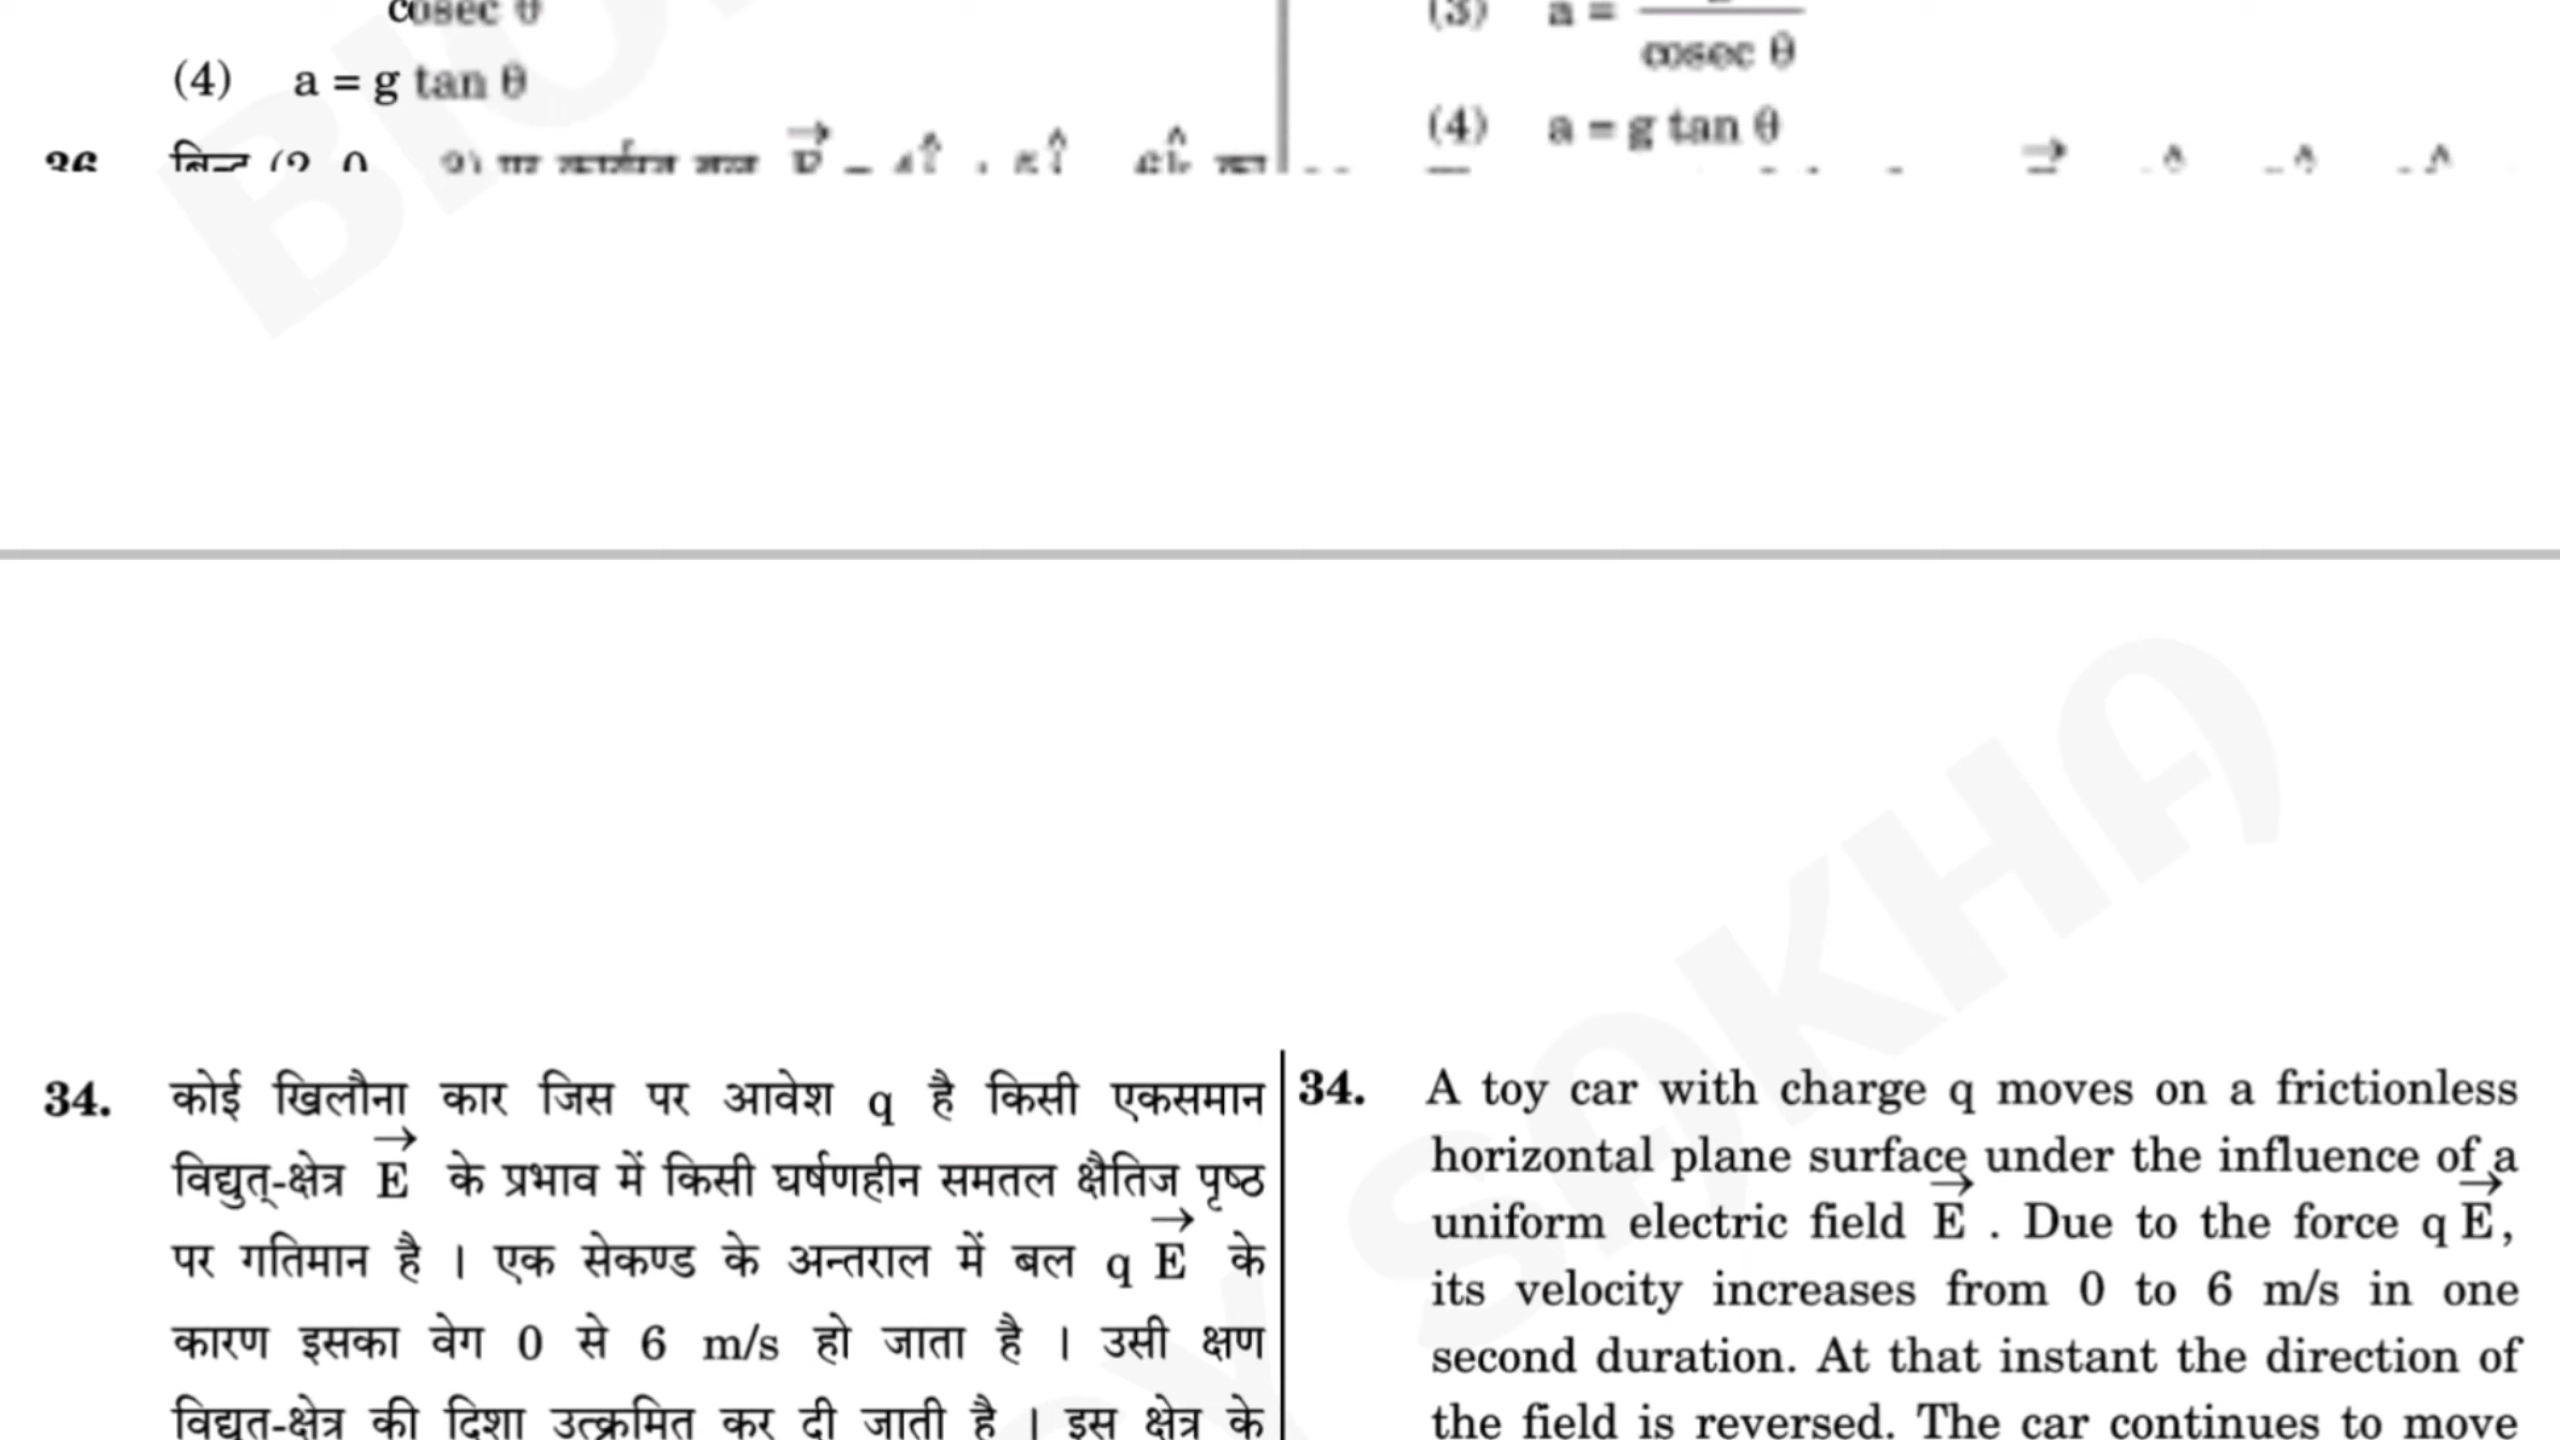 cosec θ
(4) a = g tan θ
(3) a =
cosec θ
(4) a = g tan θ
34. कोई खिलौना कार जिस पर आवेश q है किसी एकसमान
विद्युत्-क्षेत्र E→ के प्रभाव में किसी घर्षणहीन समतल क्षैतिज पृष्ठ
पर गतिमान है । एक सेकण्ड के अन्तराल में बल q E→ के
कारण इसका वेग 0 से 6 m/s हो जाता है । उसी क्षण
विद्युत्-क्षेत्र की दिशा उत्क्रमित कर दी जाती है । इस क्षेत्र के
34. A toy car with charge q moves on a frictionless
horizontal plane surface under the influence of a
uniform electric field E→ . Due to the force q E→,
its velocity increases from 0 to 6 m/s in one
second duration. At that instant the direction of
the field is reversed. The car continues to move
SAKHA